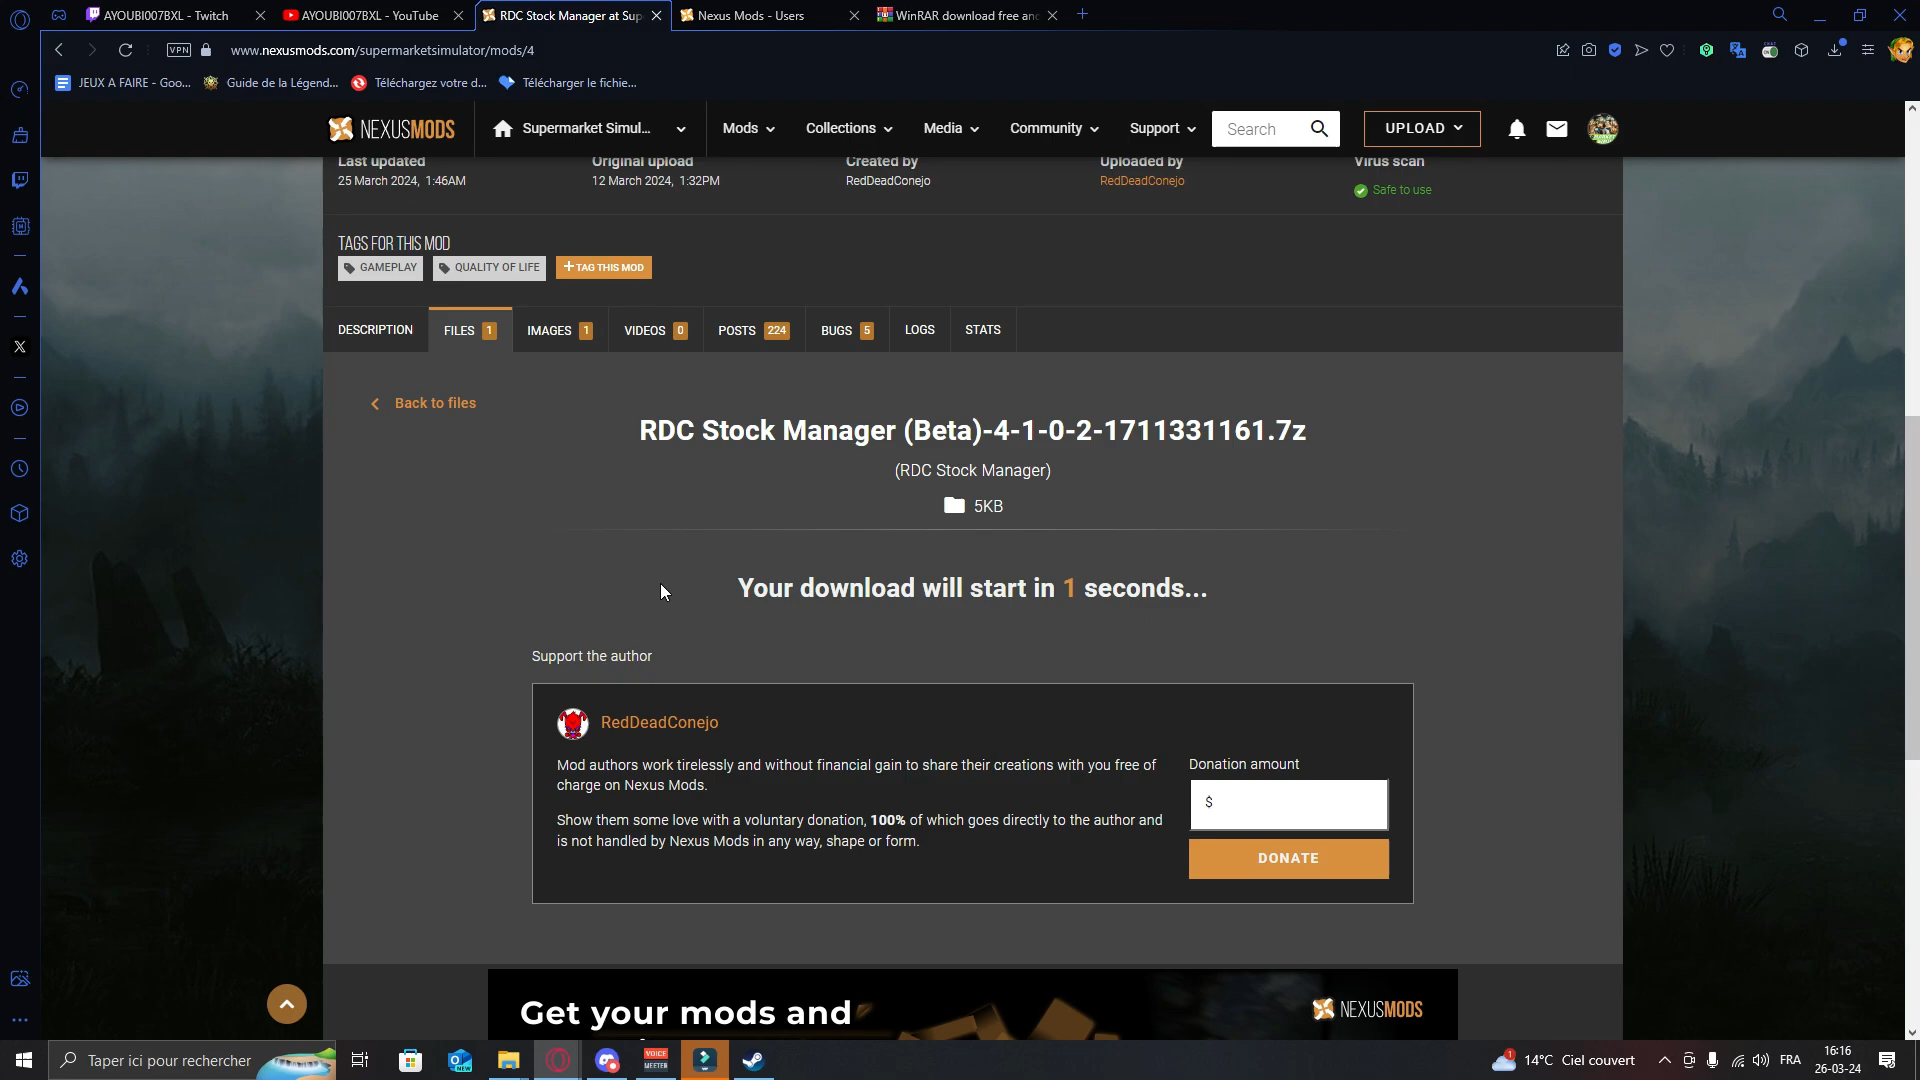 AYOUBI007BXL - Twitch
AYOUBI007BXL - YouTube
RDC Stock Manager at Sup
Nexus Mods - Users
WinRAR download free and
VPN
www.nexusmods.com/supermarketsimulator/mods/4
JEUX A FAIRE - Goo...
Guide de la Légend...
Téléchargez votre d...
Télécharger le fichie...
NEXUSMODS
Supermarket Simul...
Mods
Collections
Media
Community
Support
Search
UPLOAD
Last updated
25 March 2024, 1:46AM
Original upload
12 March 2024, 1:32PM
Created by
RedDeadConejo
Uploaded by
RedDeadConejo
Virus scan
Safe to use
TAGS FOR THIS MOD
GAMEPLAY
QUALITY OF LIFE
+ TAG THIS MOD
DESCRIPTION
FILES 1
IMAGES 1
VIDEOS 0
POSTS 224
BUGS 5
LOGS
STATS
Back to files
RDC Stock Manager (Beta)-4-1-0-2-1711331161.7z
(RDC Stock Manager)
5KB
Your download will start in 1 seconds...
Support the author
RedDeadConejo
Mod authors work tirelessly and without financial gain to share their creations with you free of
charge on Nexus Mods.
Show them some love with a voluntary donation, 100% of which goes directly to the author and
is not handled by Nexus Mods in any way, shape or form.
Donation amount
$
DONATE
Get your mods and
NEXUSMODS
Taper ici pour rechercher
NEW
VOICE
MEETER
1
14°C Ciel couvert
FRA
16:16
26-03-24